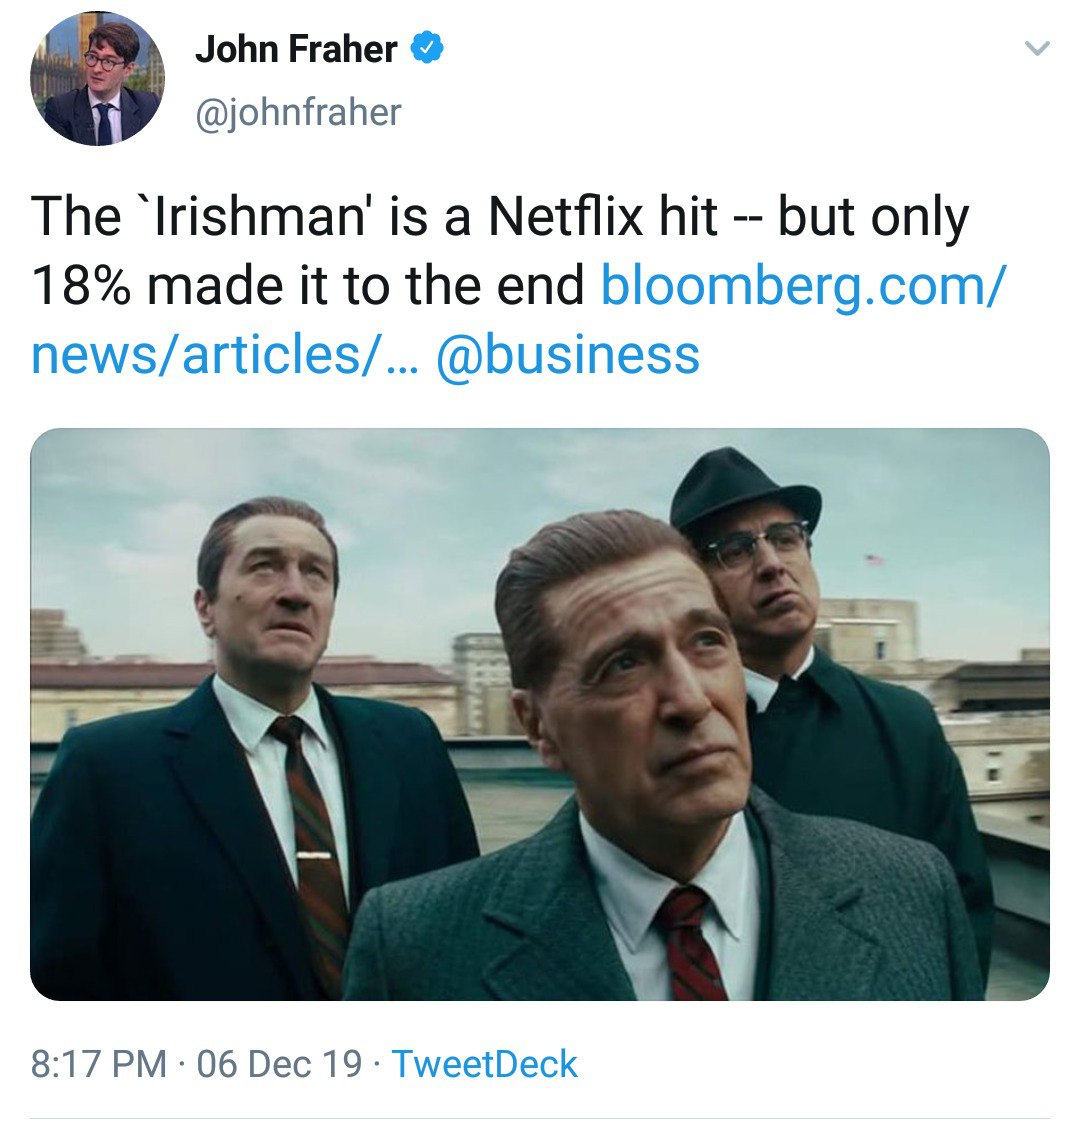 John Fraher
@johnfraher
The `Irishman' is a Netflix hit -- but only
18% made it to the end bloomberg.com/
news/articles/… @business
8:17 PM · 06 Dec 19 · TweetDeck